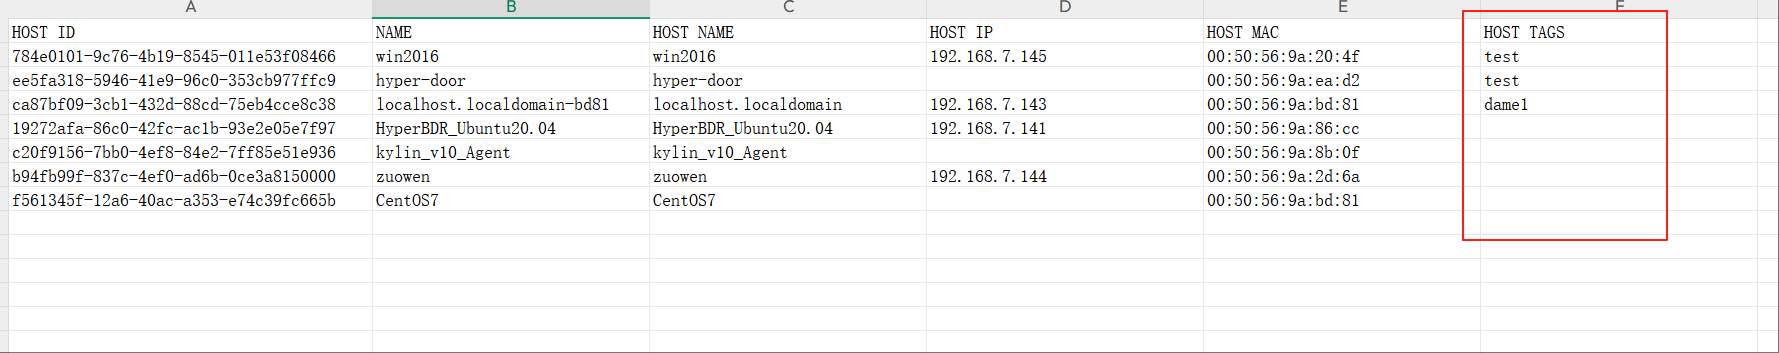 A B C D E F
HOST ID NAME HOST NAME HOST IP HOST MAC HOST TAGS
784e0101-9c76-4b19-8545-011e53f08466 win2016 win2016 192.168.7.145 00:50:56:9a:20:4f test
ee5fa318-5946-41e9-96c0-353cb977ffc9 hyper-door hyper-door 00:50:56:9a:ea:d2 test
ca87bf09-3cb1-432d-88cd-75eb4cce8c38 localhost.localdomain-bd81 localhost.localdomain 192.168.7.143 00:50:56:9a:bd:81 dame1
19272afa-86c0-42fc-ac1b-93e2e05e7f97 HyperBDR_Ubuntu20.04 HyperBDR_Ubuntu20.04 192.168.7.141 00:50:56:9a:86:cc
c20f9156-7bb0-4ef8-84e2-7ff85e51e936 kylin_v10_Agent kylin_v10_Agent 00:50:56:9a:8b:0f
b94fb99f-837c-4ef0-ad6b-0ce3a8150000 zuowen zuowen 192.168.7.144 00:50:56:9a:2d:6a
f561345f-12a6-40ac-a353-e74c39fc665b CentOS7 CentOS7 00:50:56:9a:bd:81